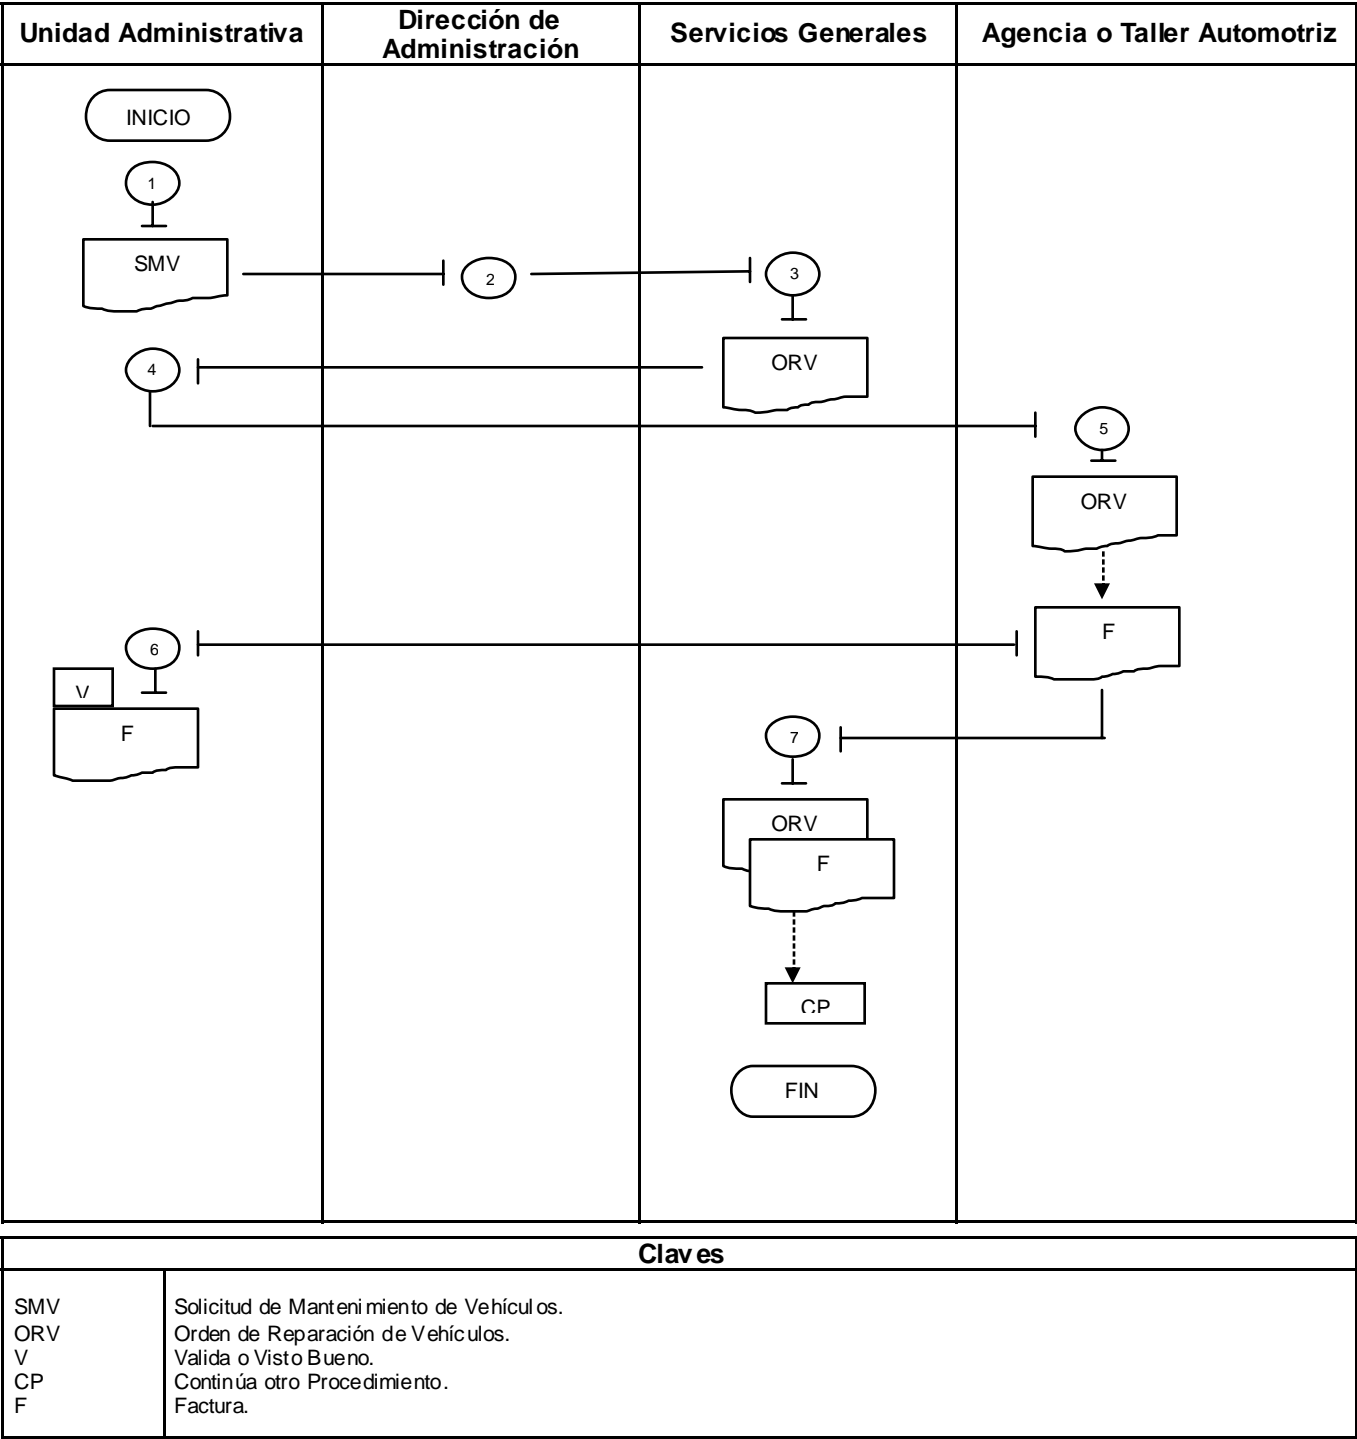 Unidad Administrativa
Dirección de
Administración
Servicios Generales
Agencia o Taller Automotriz
INICIO
1
SMV
2
3
ORV
4
5
ORV
F
6
V
F
7
ORV
F
CP
FIN
Claves
SMV Solicitud de Mantenimiento de Vehículos.
ORV Orden de Reparación de Vehículos.
V Valida o Visto Bueno.
CP Continúa otro Procedimiento.
F Factura.